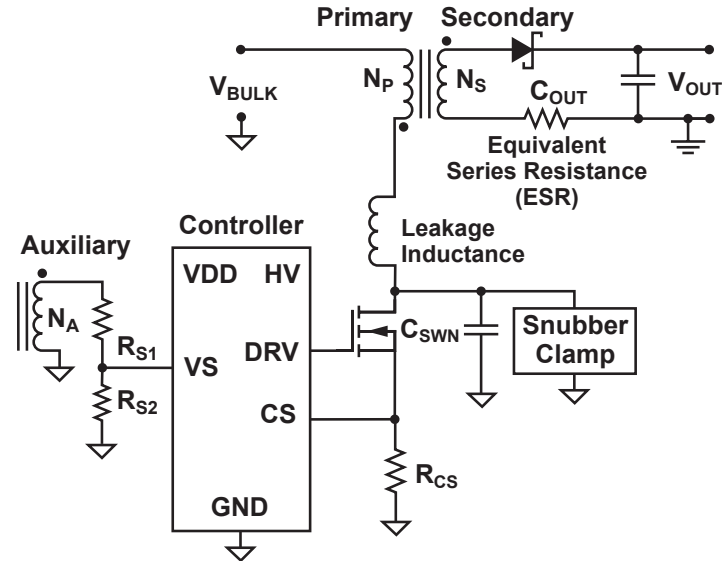 Primary Secondary
V_BULK
N_P
N_S
C_OUT
V_OUT
Equivalent
Series Resistance
(ESR)
Leakage
Inductance
Controller
Auxiliary
N_A
R_S1
R_S2
VDD HV
VS
DRV
CS
GND
C_SWN
Snubber
Clamp
R_CS